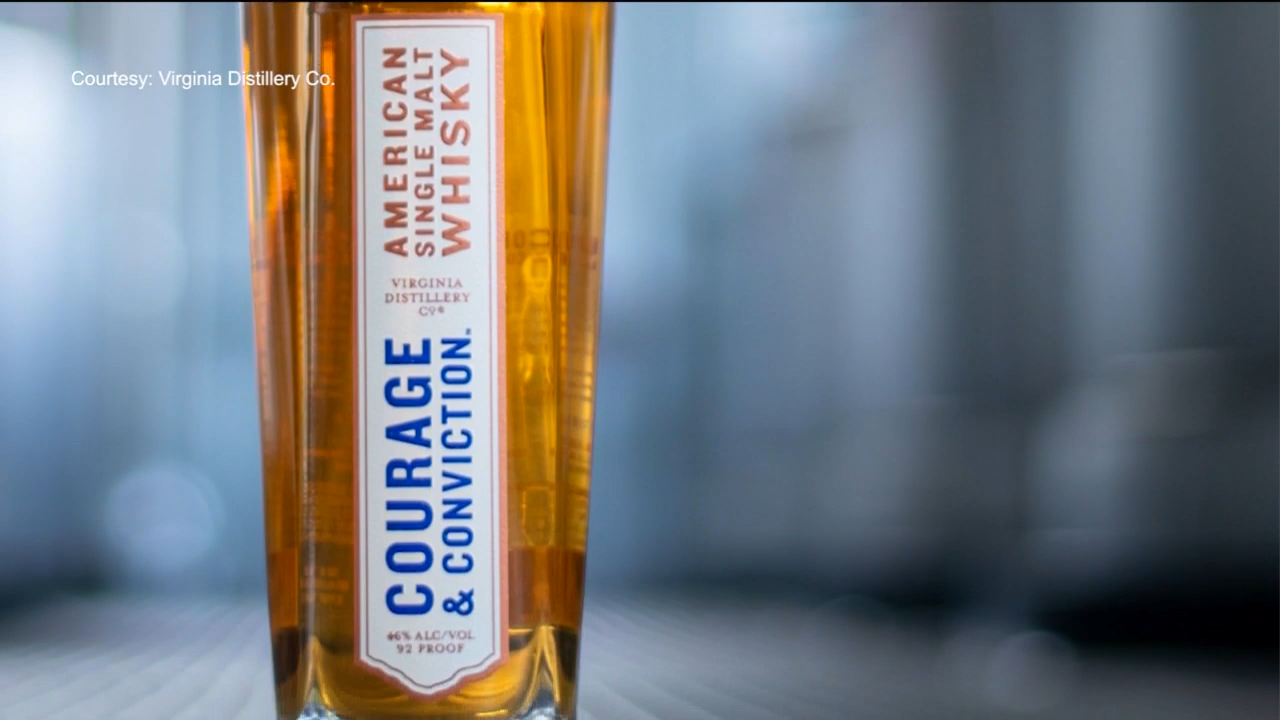 Courtesy: Virginia Distillery Co.
AMERICAN
SINGLE MALT
WHISKY
VIRGINIA
DISTILLERY
Co®
COURAGE
& CONVICTION.
46% ALC/VOL
92 PROOF